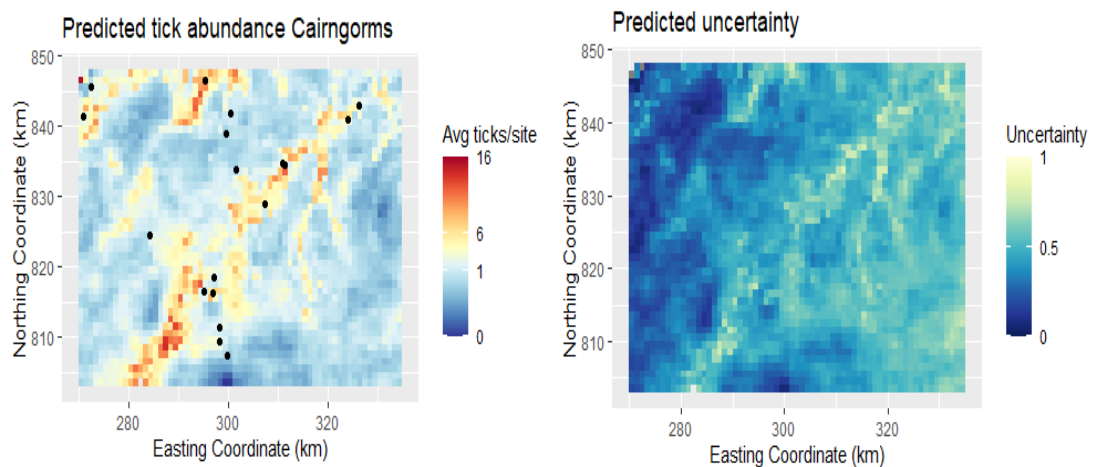 Predicted tick abundance Cairngorms
850
840
830
820
810
280
300
320
Northing Coordinate (km)
Easting Coordinate (km)
Avg ticks/site
16
6
1
0
Predicted uncertainty
850
840
830
820
810
280
300
320
Northing Coordinate (km)
Easting Coordinate (km)
Uncertainty
1
0.5
0